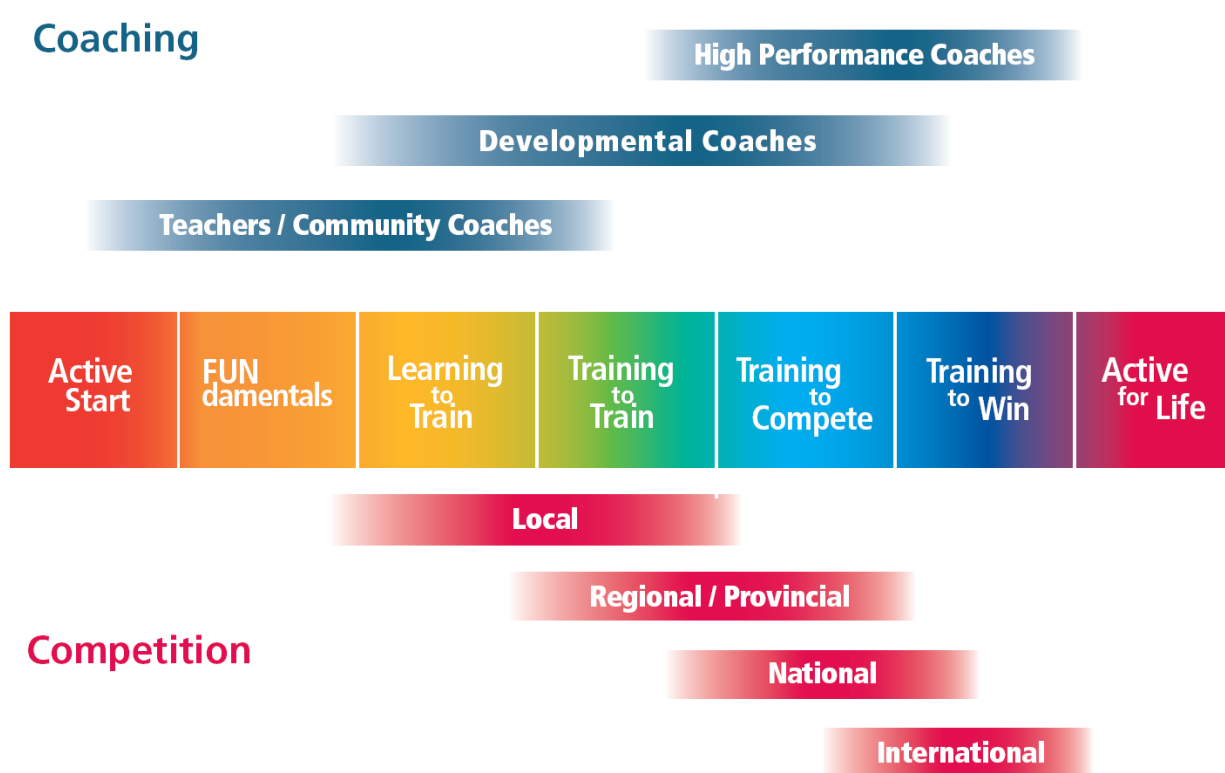 Coaching
High Performance Coaches
Developmental Coaches
Teachers / Community Coaches
Active
Start
FUN
damentals
Learning
to
Train
Training
to
Train
Training
to
Compete
Training
to Win
Active
for Life
Local
Regional / Provincial
Competition
National
International